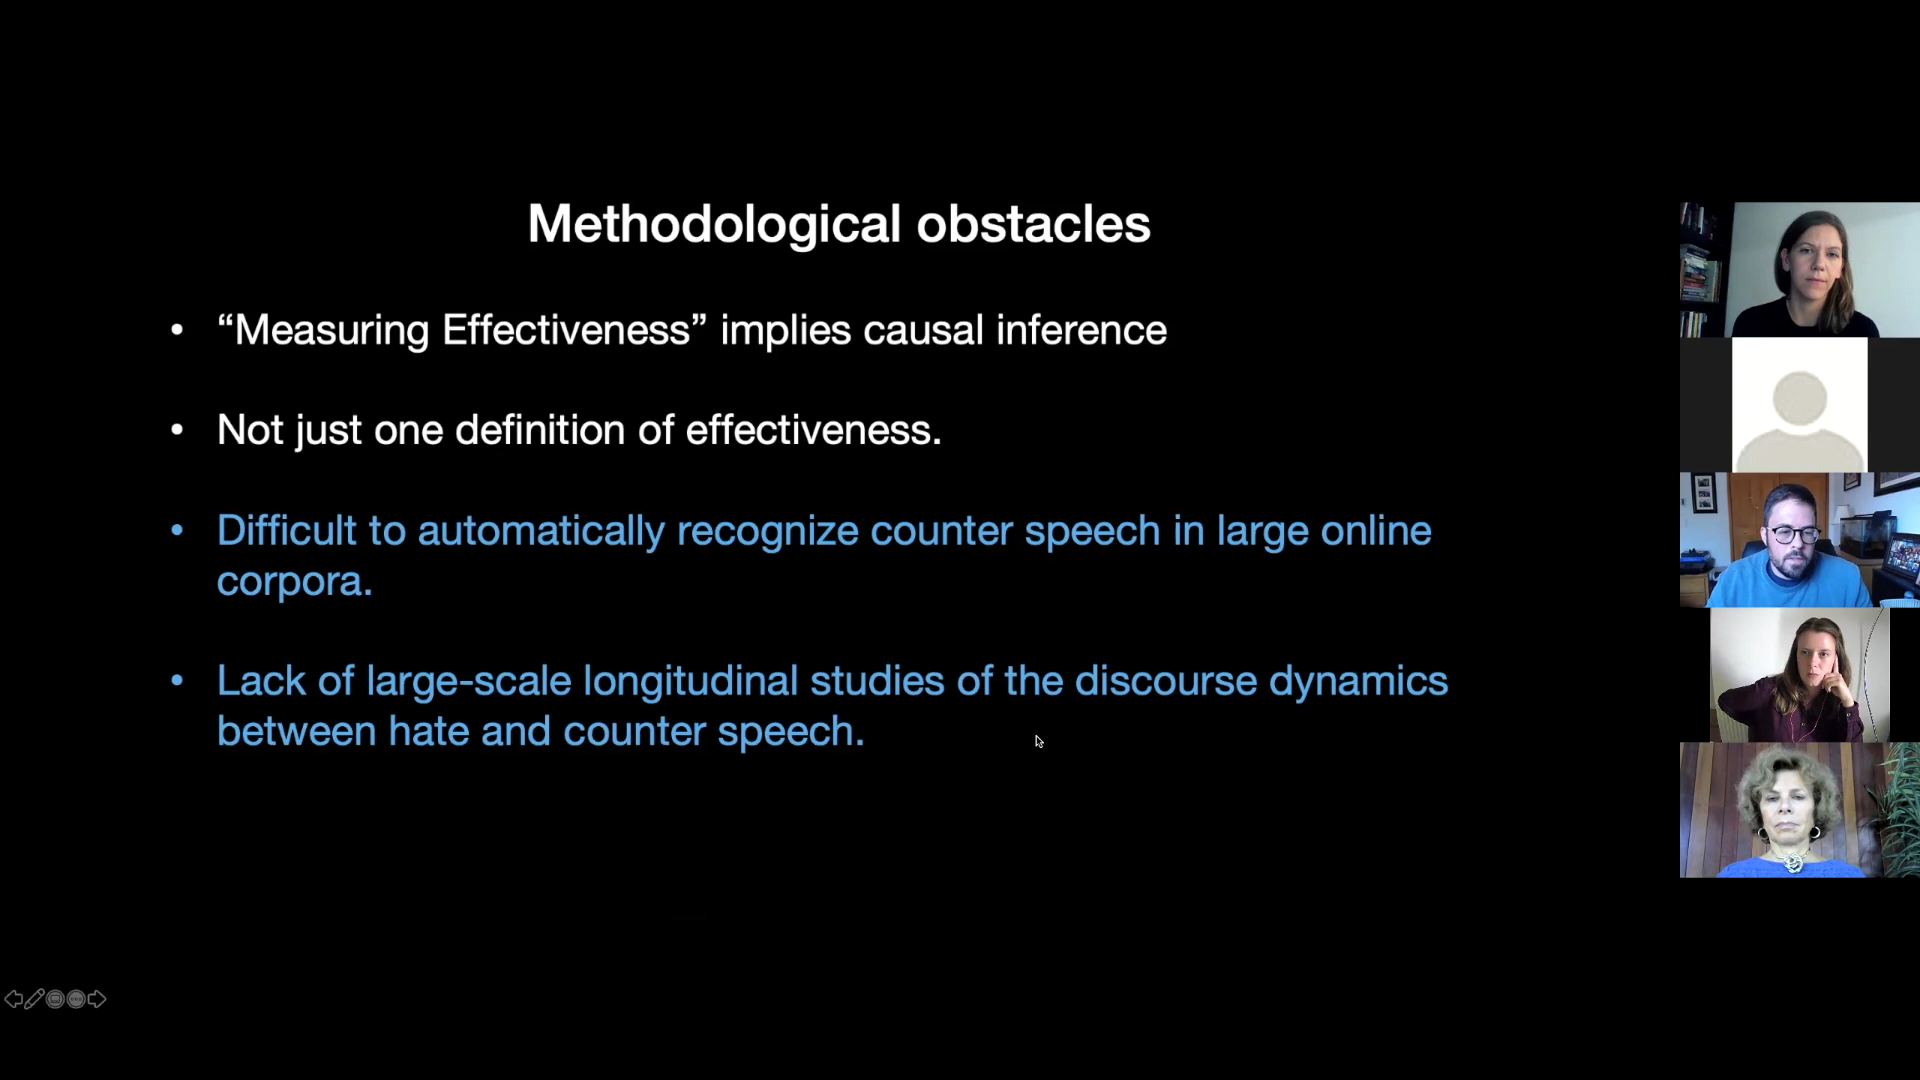 Methodological obstacles
• “Measuring Effectiveness” implies causal inference
• Not just one definition of effectiveness.
• Difficult to automatically recognize counter speech in large online
corpora.
• Lack of large-scale longitudinal studies of the discourse dynamics
between hate and counter speech.